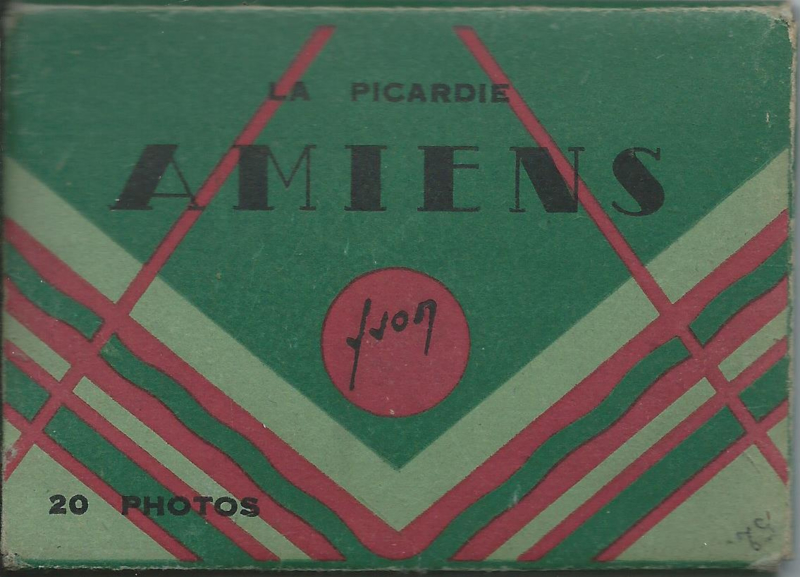 LA PICARDIE
AMIENS
yvon
20 PHOTOS